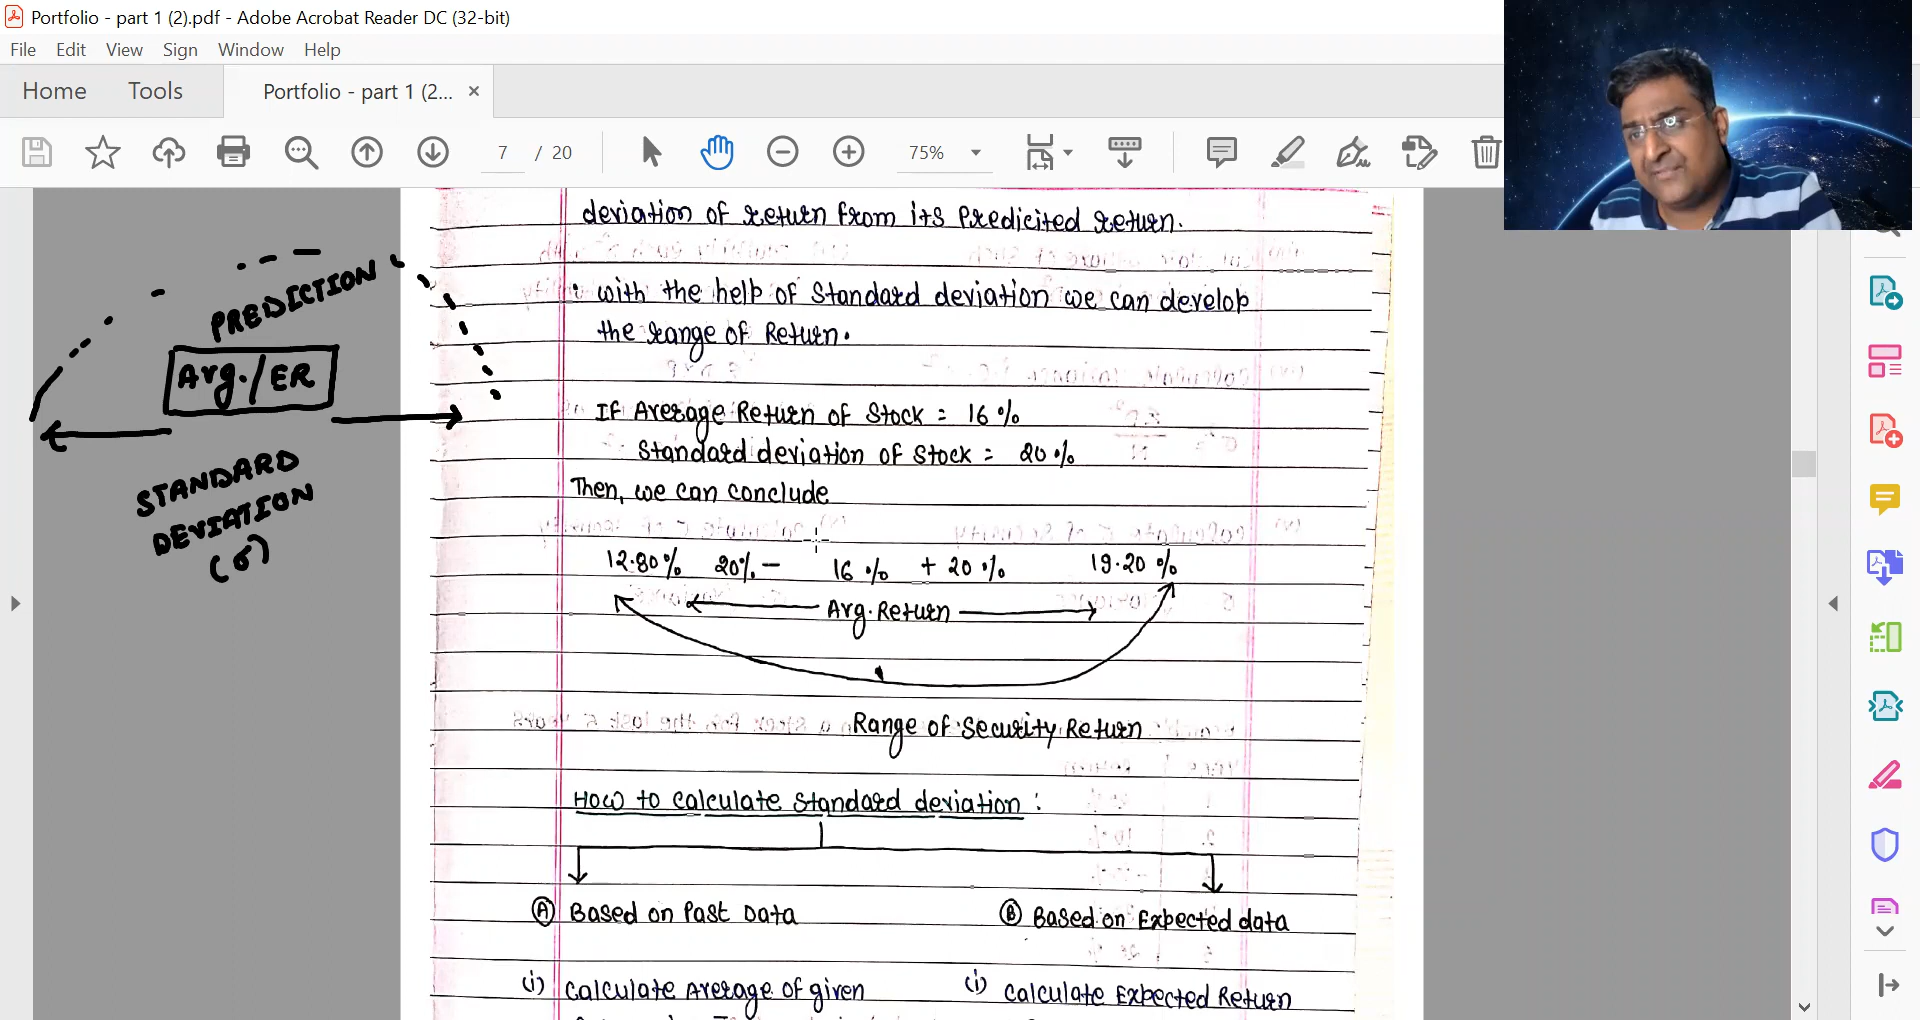 Portfolio - part 1 (2).pdf - Adobe Acrobat Reader DC (32-bit)
File Edit View Sign Window Help
Home Tools Portfolio - part 1 (2... ×
7 / 20 75%
deviation of return from its Predicited return.
• with the help of Standard deviation we can develop
the range of Return.
PREDICTION
Avg./ER
STANDARD
DEVIATION
(σ)
If Average Return of Stock = 16%
Standard deviation of Stock = 20%
Then, we can conclude
12.80% 20% – 16% + 20% 19.20%
Avg. Return
Range of Security Return
How to calculate Standard deviation :
(A) Based on Past Data (B) Based on Expected data
(i) Calculate Average of given (i) Calculate Expected Return